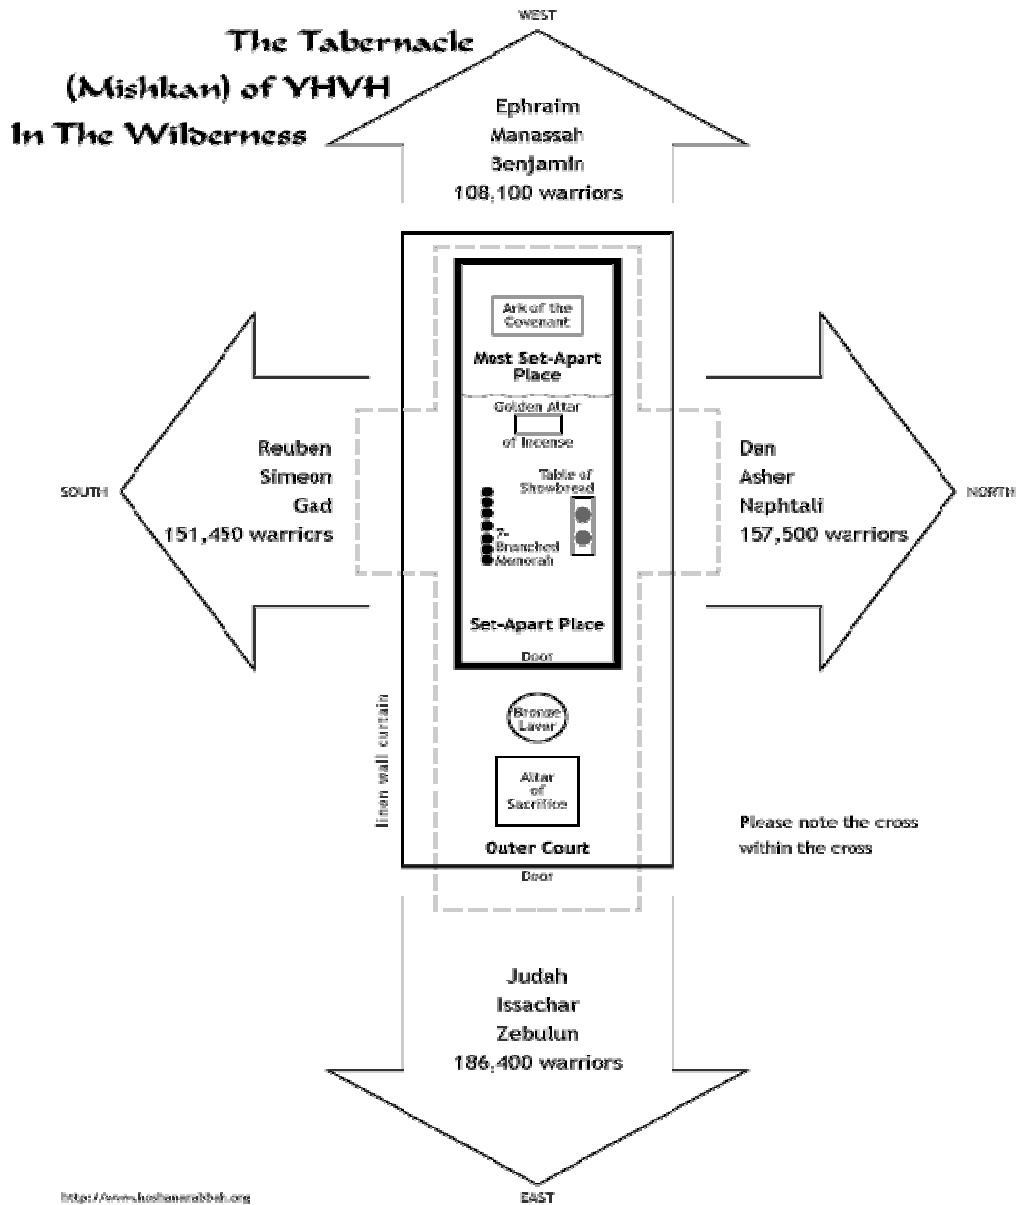 WEST
The Tabernacle
(Mishkan) of YHVH
In The Wilderness
Ephraim
Manassah
Benjamin
108,100 warriors
Ark of the
Covenant
Most Set-Apart
Place
Golden Altar
of Incense
SOUTH
Reuben
Simeon
Gad
151,450 warriors
Table of
Showbread
7-
Branched
Menorah
Dan
Asher
Naphtali
157,500 warriors
NORTH
Set-Apart Place
Door
linen wall curtain
Bronze
Laver
Altar
of
Sacrifice
Outer Court
Door
Please note the cross
within the cross
Judah
Issachar
Zebulun
186,400 warriors
http://www.hoshanarabbah.org
EAST